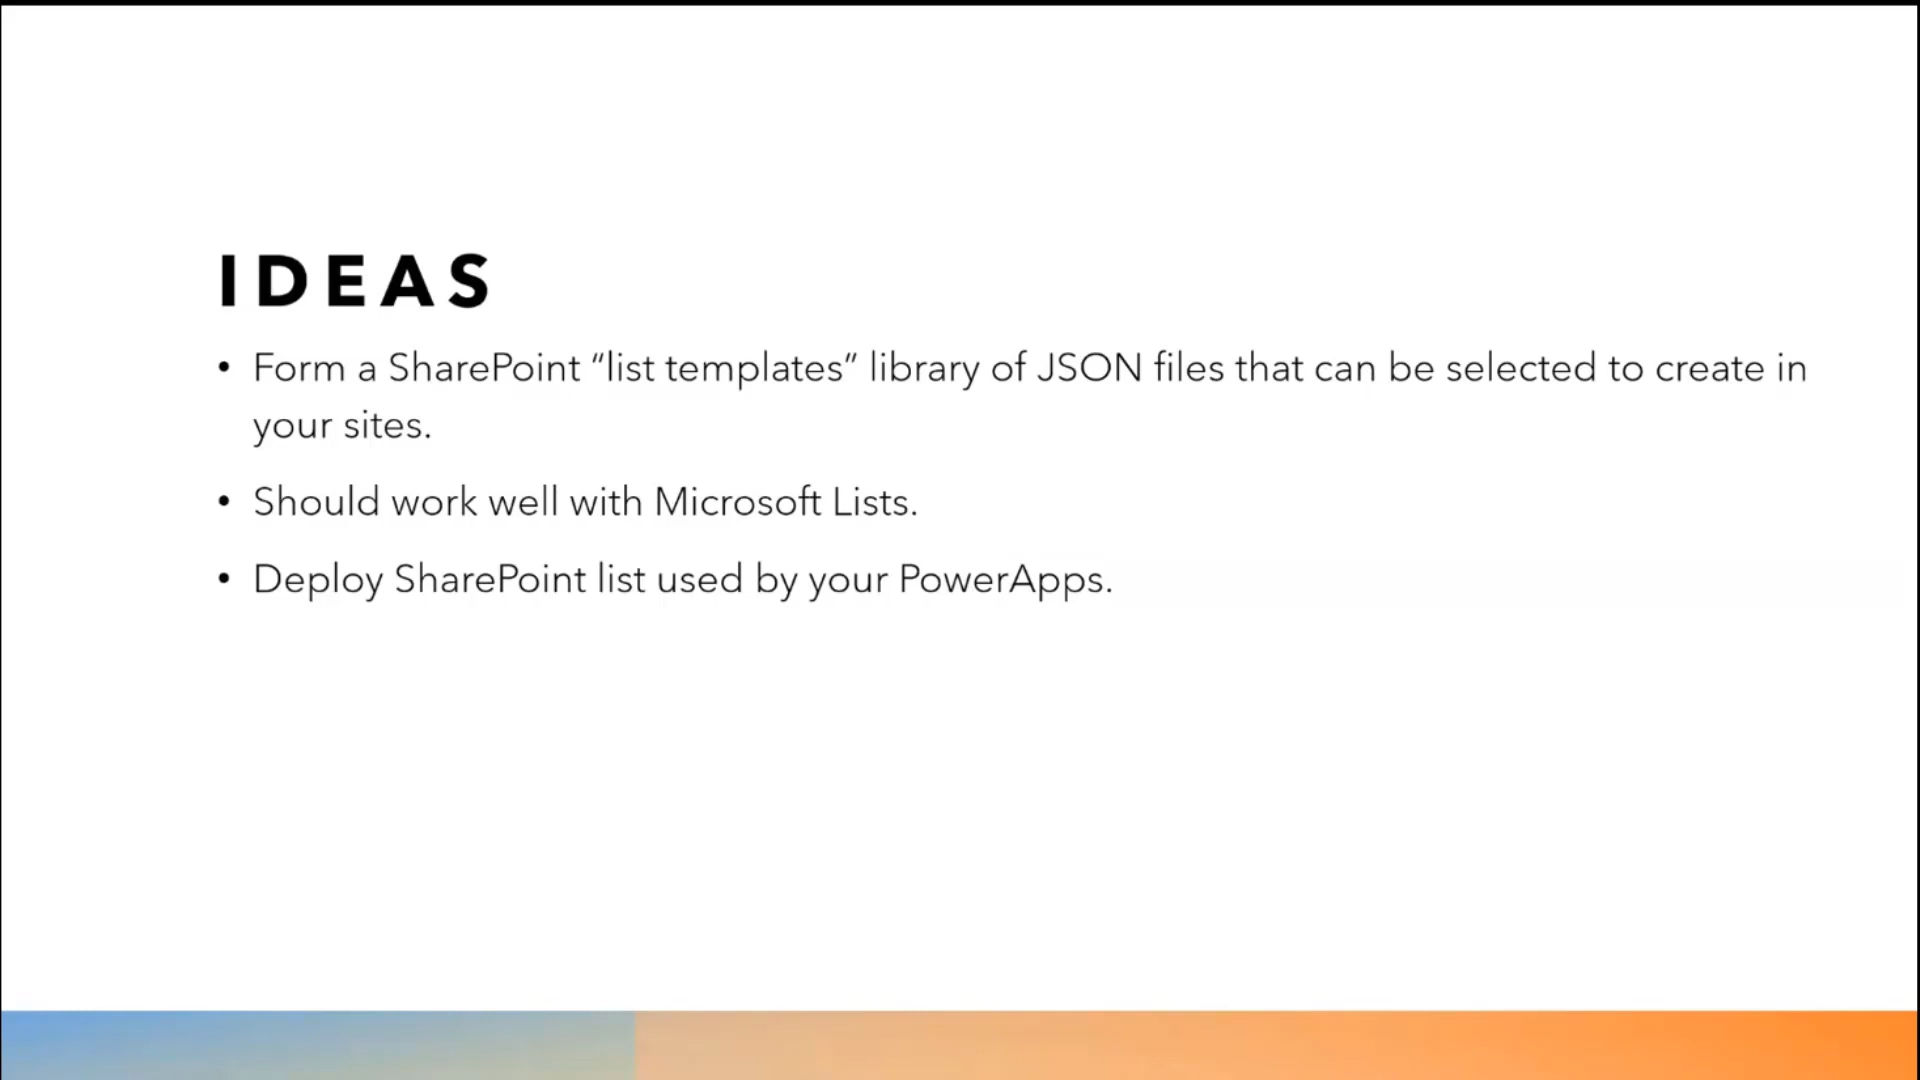 IDEAS
• Form a SharePoint “list templates” library of JSON files that can be selected to create in
your sites.
• Should work well with Microsoft Lists.
• Deploy SharePoint list used by your PowerApps.